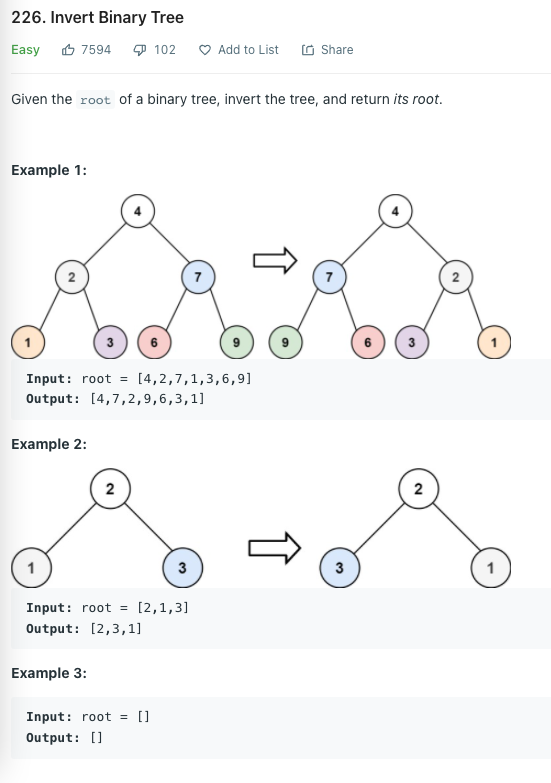 226. Invert Binary Tree
Easy 7594 102 Add to List Share
Given the root of a binary tree, invert the tree, and return its root.
Example 1:
4 4
2 7 7 2
1 3 6 9 9 6 3 1
Input: root = [4,2,7,1,3,6,9]
Output: [4,7,2,9,6,3,1]
Example 2:
2 2
1 3 3 1
Input: root = [2,1,3]
Output: [2,3,1]
Example 3:
Input: root = []
Output: []